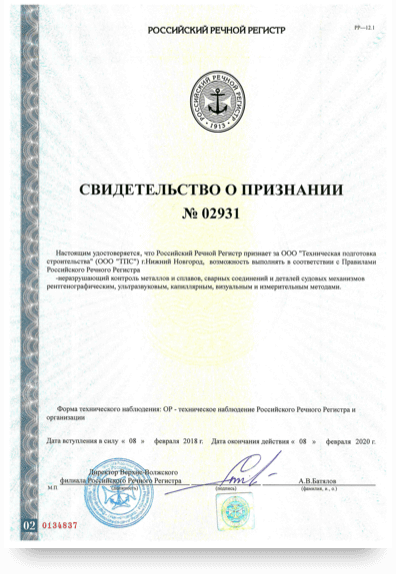 РОССИЙСКИЙ РЕЧНОЙ РЕГИСТР
РР—12.1
РОССИЙСКИЙ РЕЧНОЙ РЕГИСТР
• 1913 •
СВИДЕТЕЛЬСТВО О ПРИЗНАНИИ
№ 02931
Настоящим удостоверяется, что Российский Речной Регистр признает за ООО "Техническая подготовка
строительства" (ООО "ТПС") г.Нижний Новгород, возможность выполнять в соответствии с Правилами
Российского Речного Регистра
-неразрушающий контроль металлов и сплавов, сварных соединений и деталей судовых механизмов
рентгенографическим, ультразвуковым, капиллярным, визуальным и измерительным методами.
Форма технического наблюдения: ОР - техническое наблюдение Российского Речного Регистра и
организации
Дата вступления в силу « 08 » февраля 2018 г. Дата окончания действия « 08 » февраля 2020 г.
Директор Верхне-Волжского
филиала Российского Речного Регистра
А.В.Батялов
М.П
(должность)
(подпись)
(фамилия, и., о.)
02 0134837